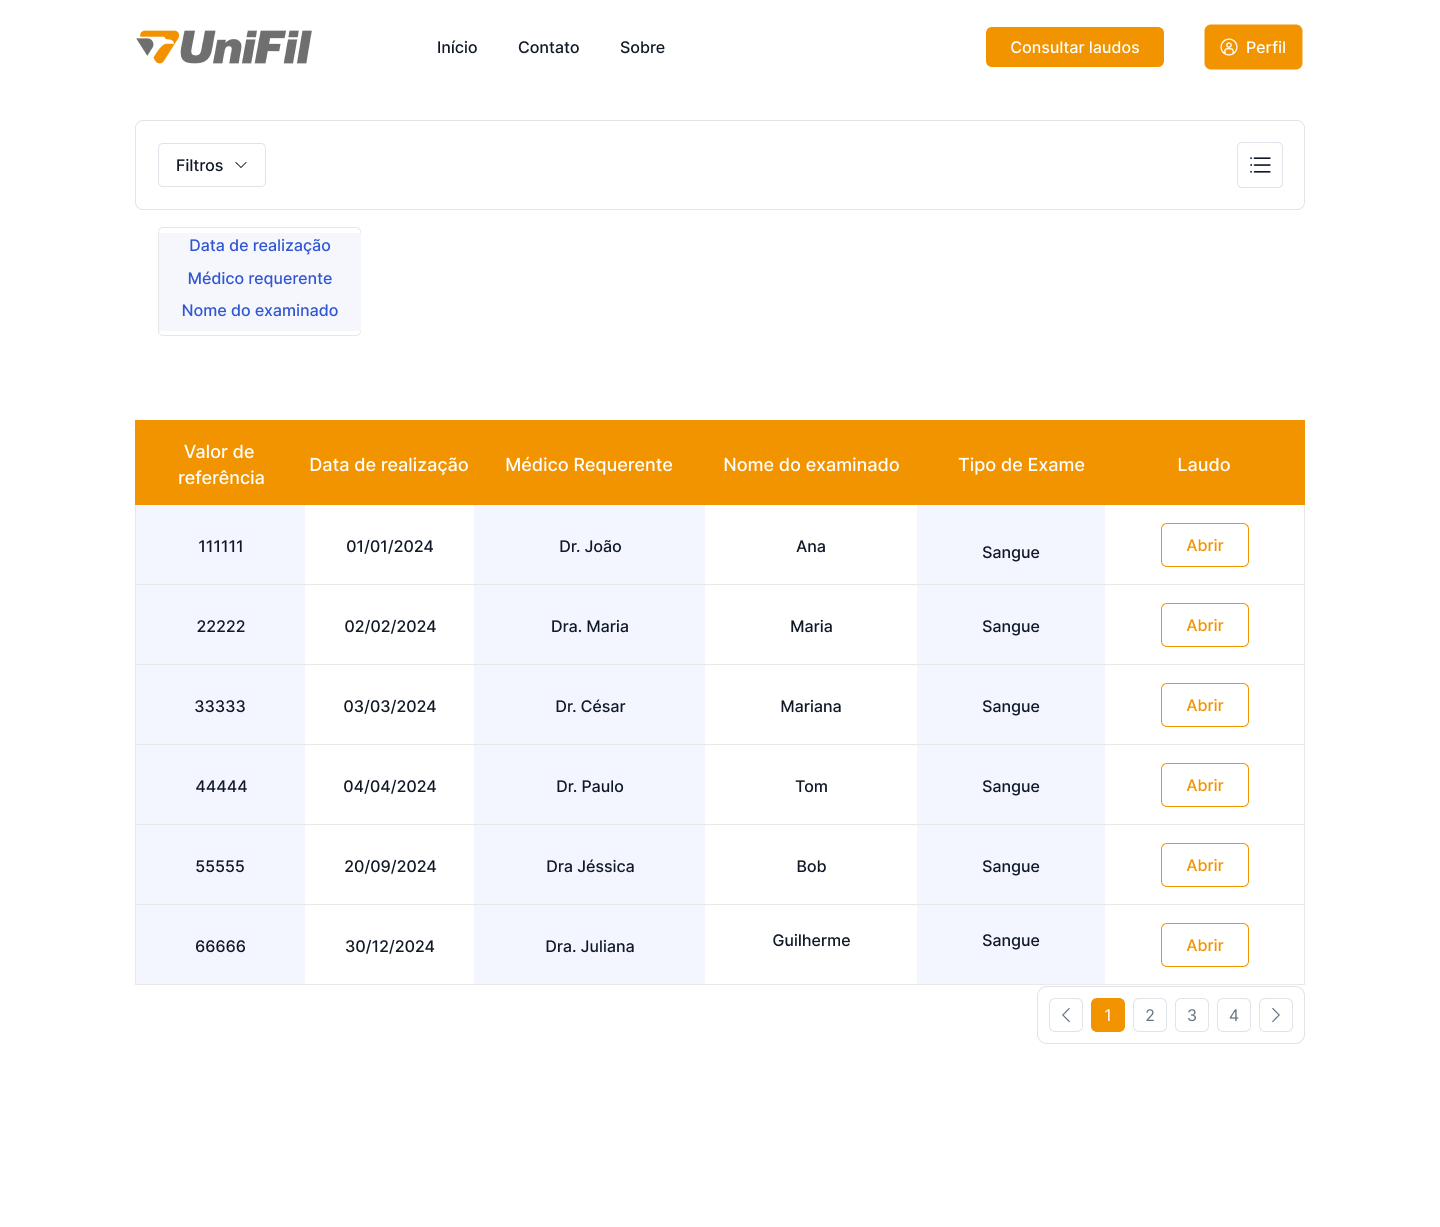 UniFil
Início
Contato
Sobre
Consultar laudos
Perfil
Filtros
Data de realização
Médico requerente
Nome do examinado
Valor de
referência
Data de realização
Médico Requerente
Nome do examinado
Tipo de Exame
Laudo
111111
01/01/2024
Dr. João
Ana
Sangue
Abrir
22222
02/02/2024
Dra. Maria
Maria
Sangue
Abrir
33333
03/03/2024
Dr. César
Mariana
Sangue
Abrir
44444
04/04/2024
Dr. Paulo
Tom
Sangue
Abrir
55555
20/09/2024
Dra Jéssica
Bob
Sangue
Abrir
66666
30/12/2024
Dra. Juliana
Guilherme
Sangue
Abrir
1
2
3
4